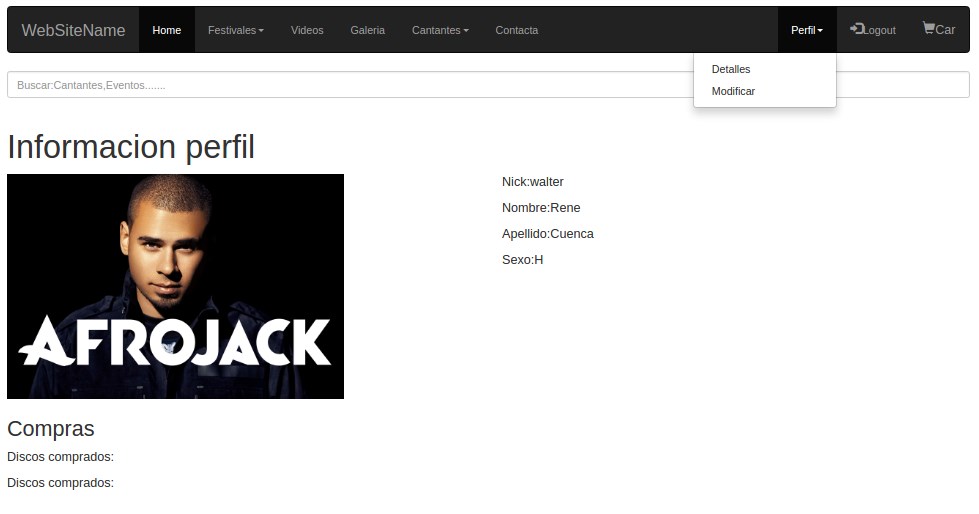 WebSiteName Home Festivales Videos Galeria Cantantes Contacta Perfil Logout Car
Detalles
Modificar
Buscar:Cantantes,Eventos.......
Informacion perfil
AFROJACK
Nick:walter
Nombre:Rene
Apellido:Cuenca
Sexo:H
Compras
Discos comprados:
Discos comprados: